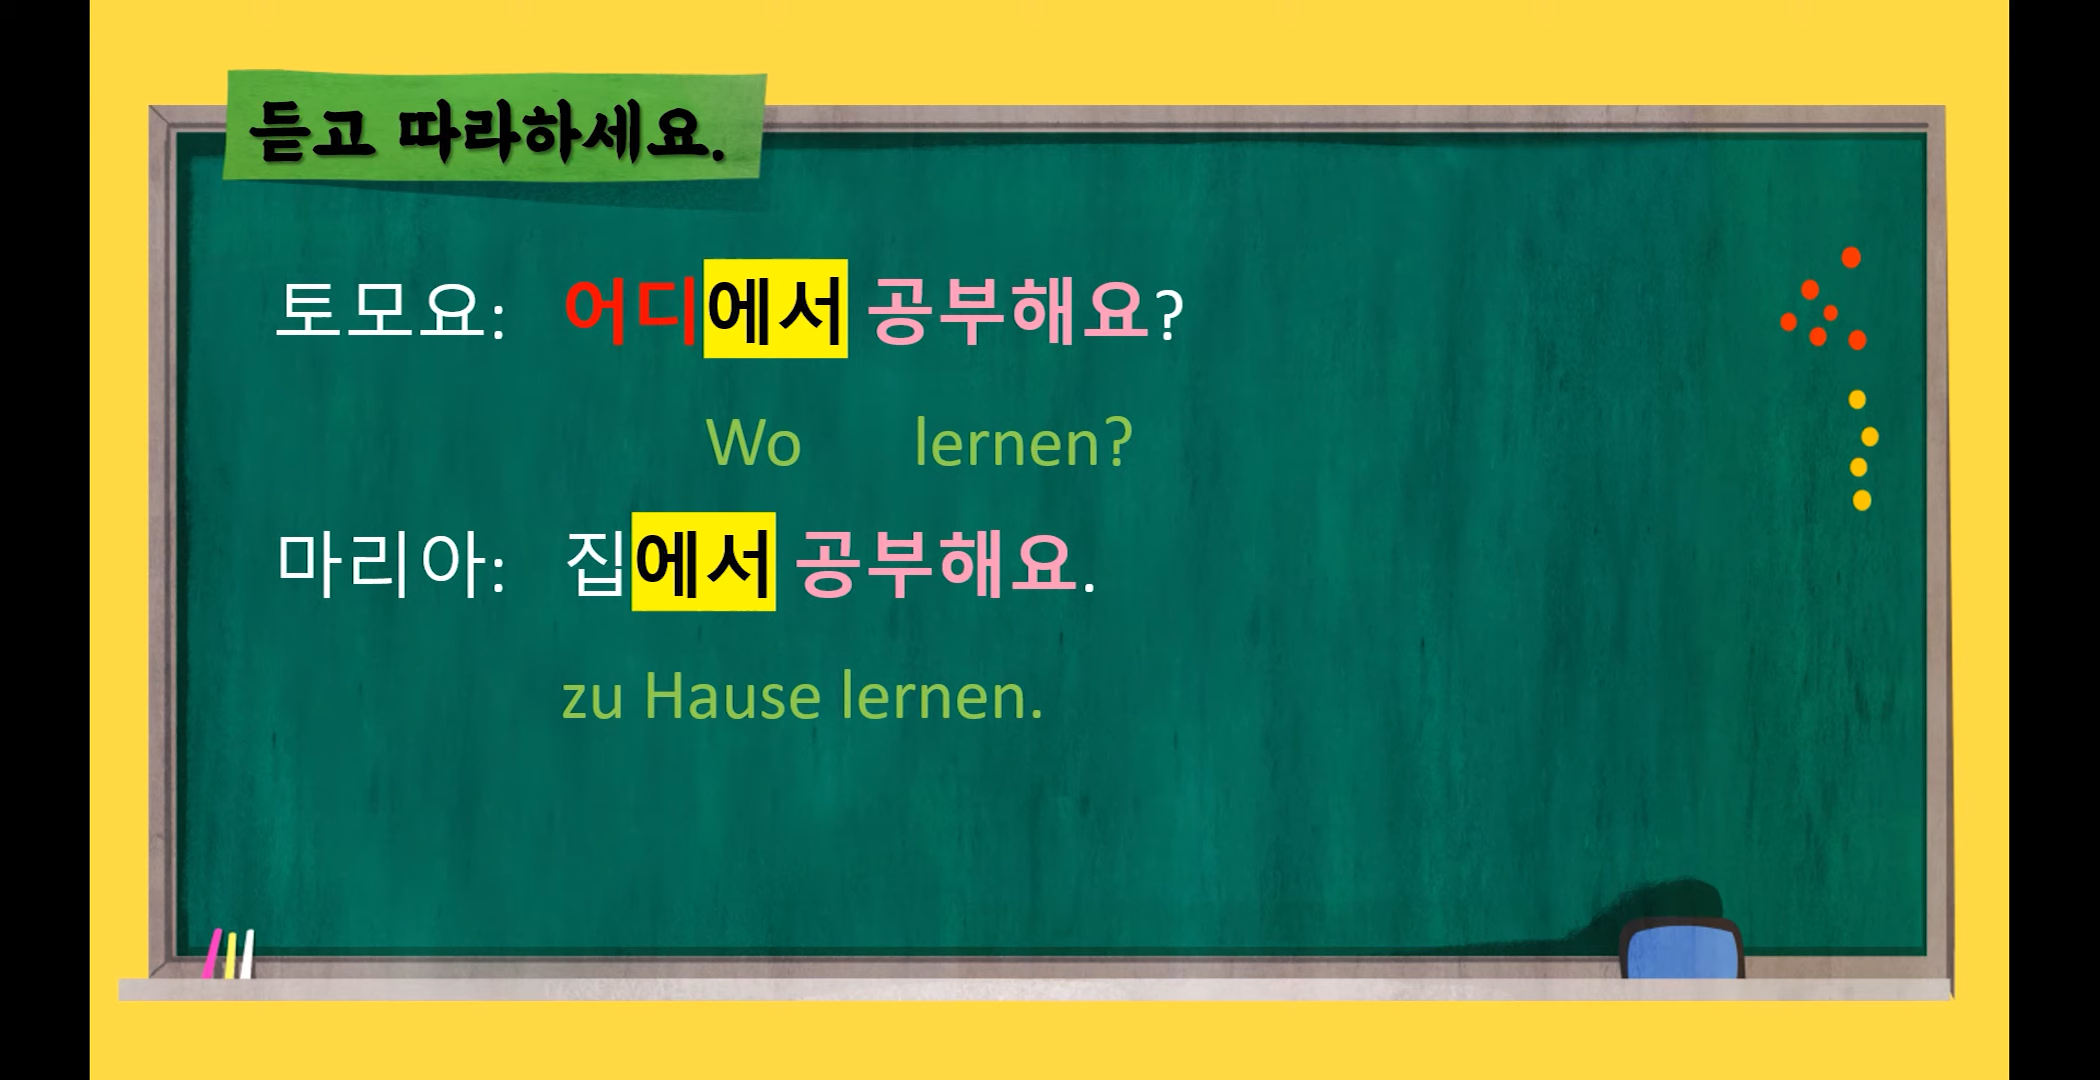 듣고 따라하세요.
토모요: 어디에서 공부해요?
Wo lernen?
마리아: 집에서 공부해요.
zu Hause lernen.